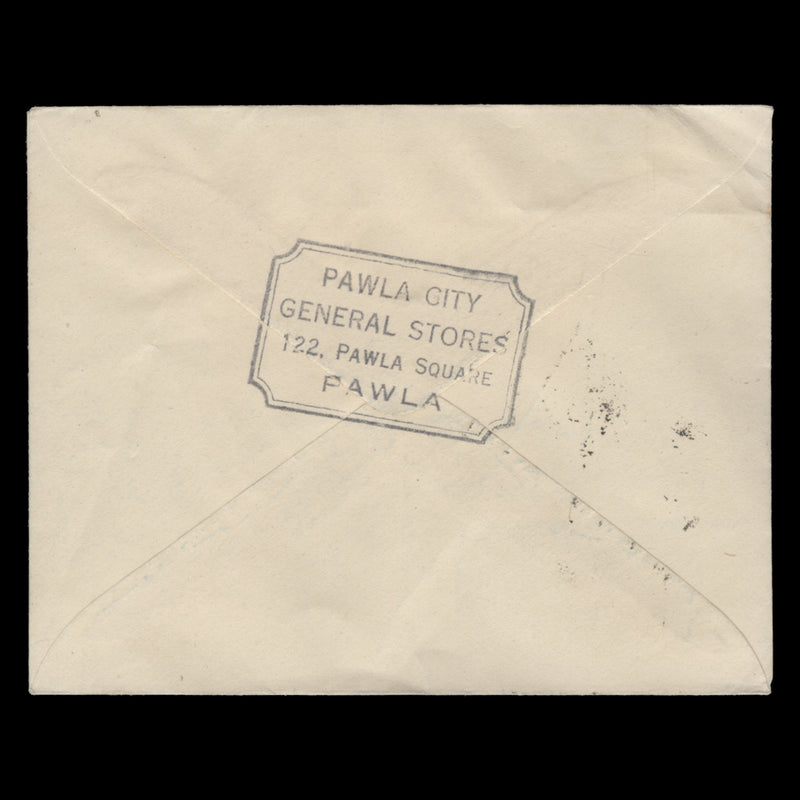 PAWLA CITY
GENERAL STORES
122, PAWLA SQUARE
PAWLA